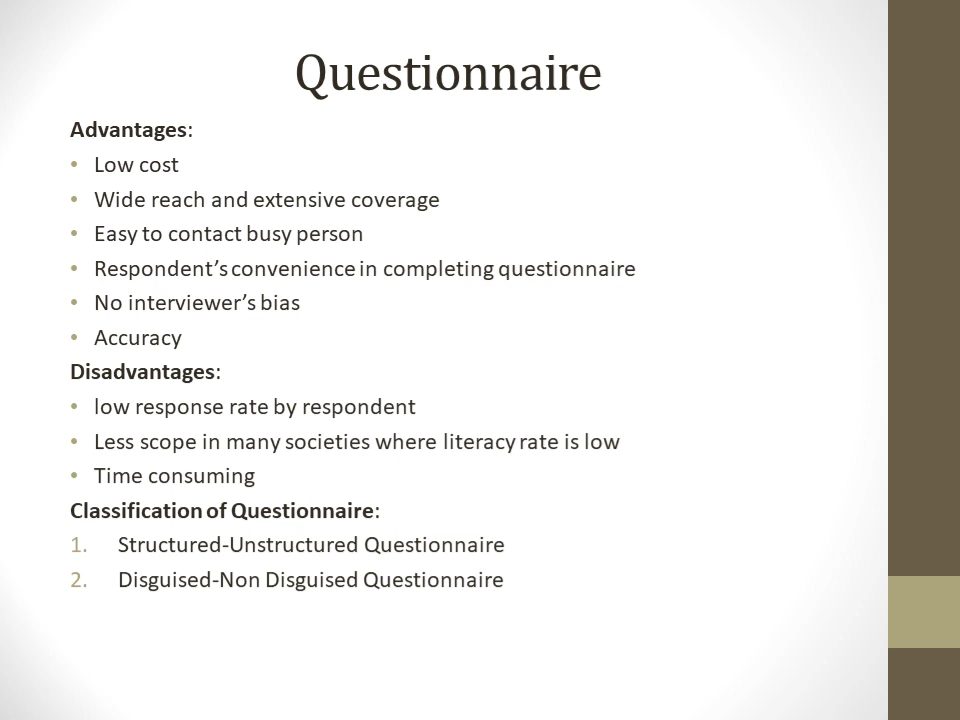 Questionnaire
Advantages:
• Low cost
• Wide reach and extensive coverage
• Easy to contact busy person
• Respondent’s convenience in completing questionnaire
• No interviewer’s bias
• Accuracy
Disadvantages:
• low response rate by respondent
• Less scope in many societies where literacy rate is low
• Time consuming
Classification of Questionnaire:
1. Structured-Unstructured Questionnaire
2. Disguised-Non Disguised Questionnaire